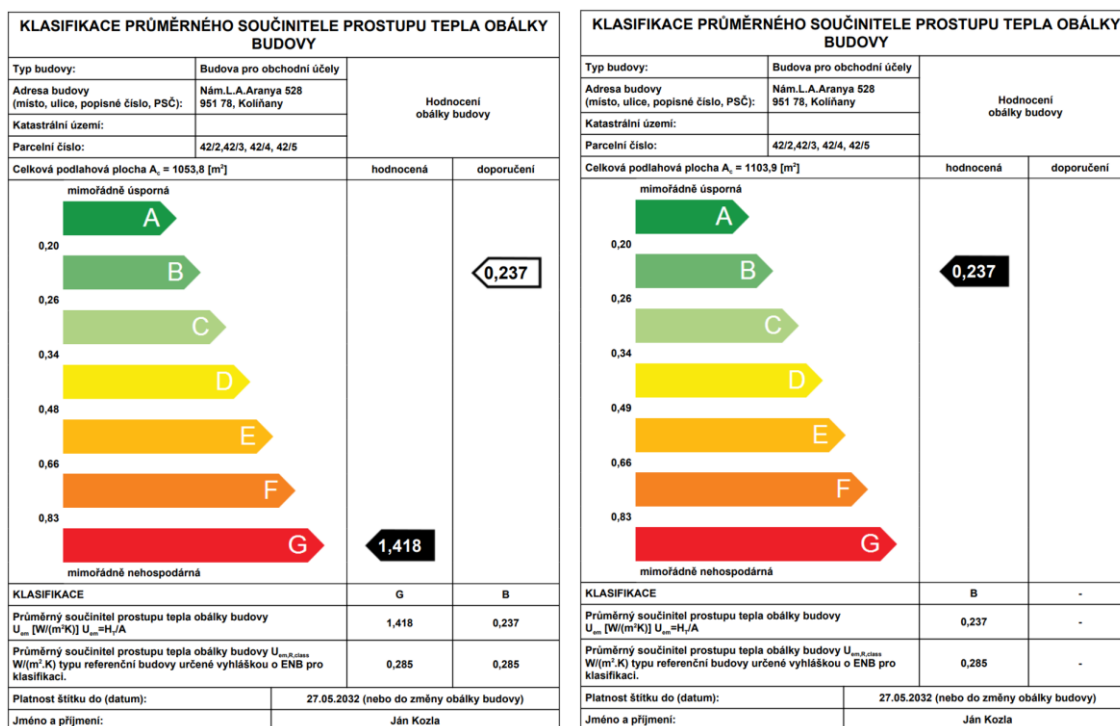 KLASIFIKACE PRŮMĚRNÉHO SOUČINITELE PROSTUPU TEPLA OBÁLKY
BUDOVY
Typ budovy: Budova pro obchodní účely
Adresa budovy
(místo, ulice, popisné číslo, PSČ):
Nám.L.A.Aranya 528
951 78, Kolíňany
Katastrální území:
Parcelní číslo: 42/2,42/3, 42/4, 42/5
Hodnocení
obálky budovy
Celková podlahová plocha Ac = 1053,8 [m²] hodnocená doporučení
mimořádně úsporná
A
0,20
B 0,237
0,26
C
0,34
D
0,48
E
0,66
F
0,83
G 1,418
mimořádně nehospodárná
KLASIFIKACE G B
Průměrný součinitel prostupu tepla obálky budovy
Uem [W/(m²K)] Uem=HT/A
1,418 0,237
Průměrný součinitel prostupu tepla obálky budovy Uem,R,class
W/(m².K) typu referenční budovy určené vyhláškou o ENB pro
klasifikaci.
0,285 0,285
Platnost štítku do (datum): 27.05.2032 (nebo do změny obálky budovy)
Jméno a příjmení: Ján Kozla
KLASIFIKACE PRŮMĚRNÉHO SOUČINITELE PROSTUPU TEPLA OBÁLKY
BUDOVY
Typ budovy: Budova pro obchodní účely
Adresa budovy
(místo, ulice, popisné číslo, PSČ):
Nám.L.A.Aranya 528
951 78, Kolíňany
Katastrální území:
Parcelní číslo: 42/2,42/3, 42/4, 42/5
Hodnocení
obálky budovy
Celková podlahová plocha Ac = 1103,9 [m²] hodnocená doporučení
mimořádně úsporná
A
0,20
B 0,237
0,26
C
0,34
D
0,49
E
0,66
F
0,83
G
mimořádně nehospodárná
KLASIFIKACE B -
Průměrný součinitel prostupu tepla obálky budovy
Uem [W/(m²K)] Uem=HT/A
0,237 -
Průměrný součinitel prostupu tepla obálky budovy Uem,R,class
W/(m².K) typu referenční budovy určené vyhláškou o ENB pro
klasifikaci.
0,285 -
Platnost štítku do (datum): 27.05.2032 (nebo do změny obálky budovy)
Jméno a příjmení: Ján Kozla